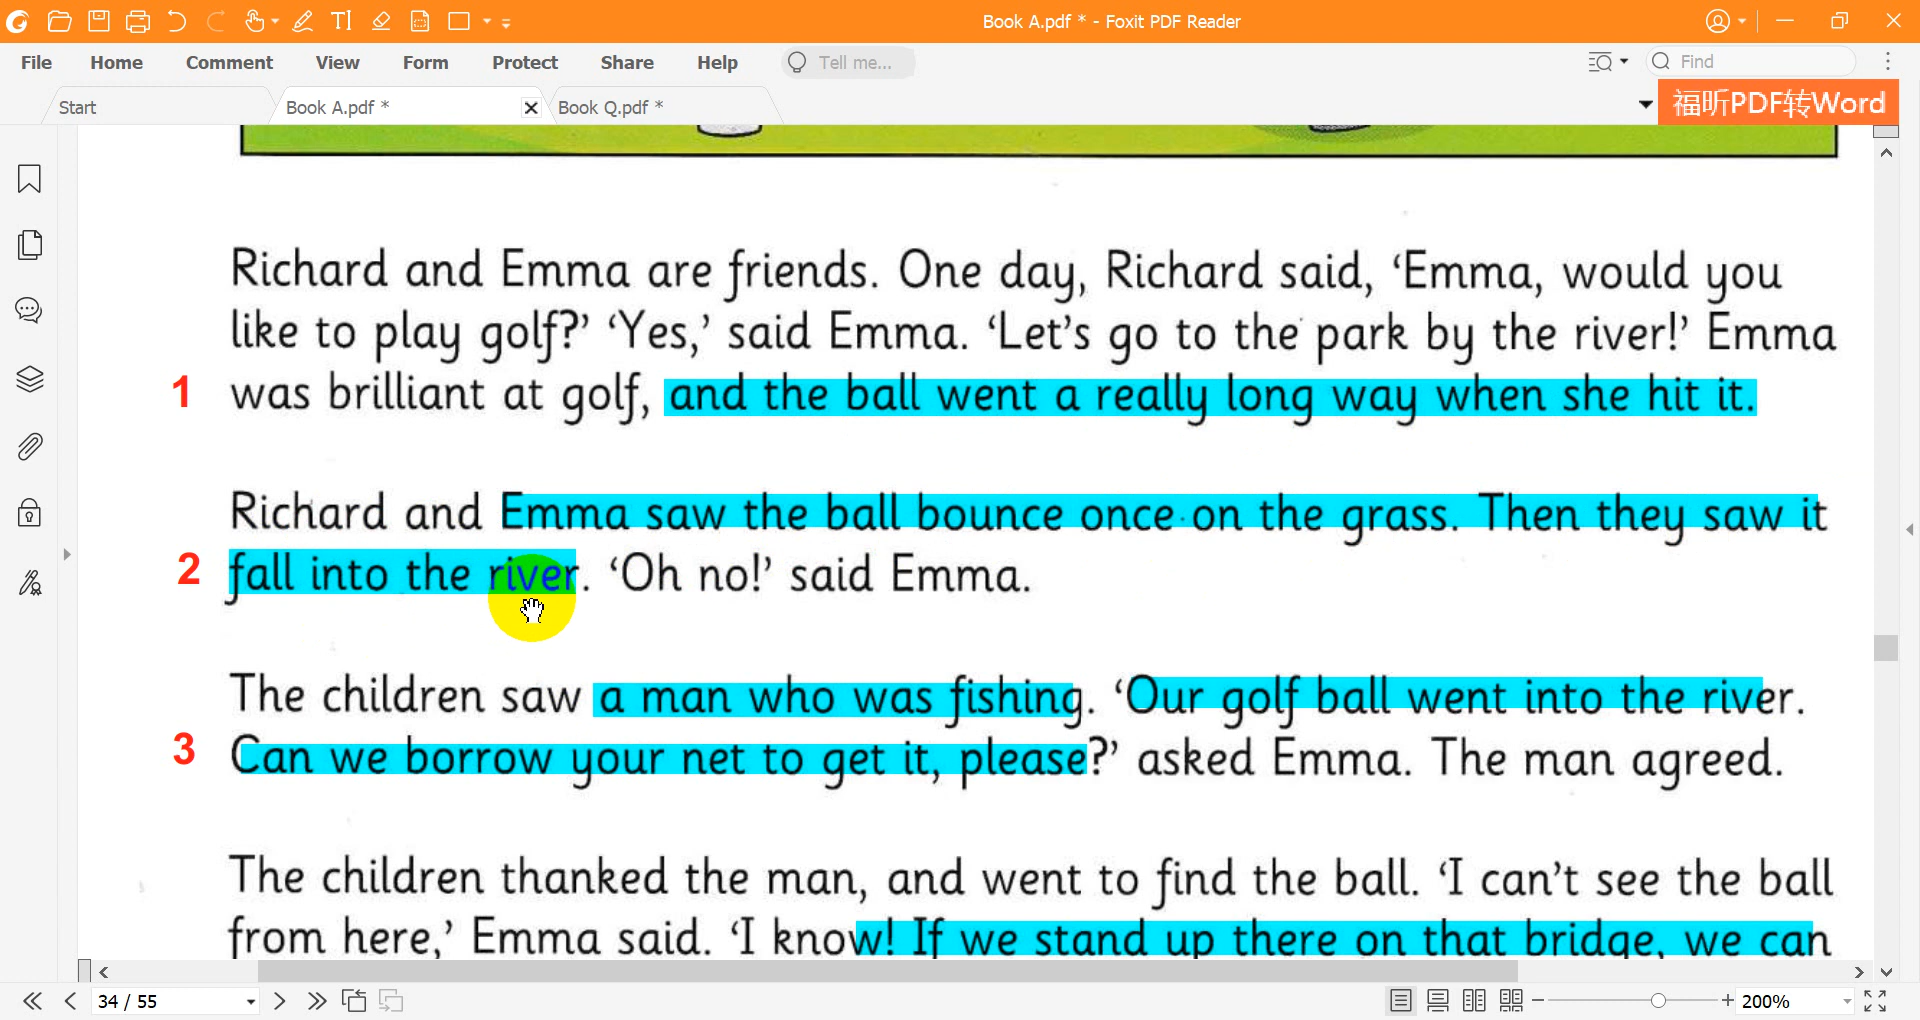 Book A.pdf * - Foxit PDF Reader
File Home Comment View Form Protect Share Help Tell me... Find
Start Book A.pdf * Book Q.pdf * 福昕PDF转Word
Richard and Emma are friends. One day, Richard said, ‘Emma, would you
like to play golf?’ ‘Yes,’ said Emma. ‘Let’s go to the park by the river!’ Emma
1 was brilliant at golf, and the ball went a really long way when she hit it.
Richard and Emma saw the ball bounce once on the grass. Then they saw it
2 fall into the river. ‘Oh no!’ said Emma.
The children saw a man who was fishing. ‘Our golf ball went into the river.
3 Can we borrow your net to get it, please?’ asked Emma. The man agreed.
The children thanked the man, and went to find the ball. ‘I can’t see the ball
from here,’ Emma said. ‘I know! If we stand up there on that bridge, we can
34 / 55 200%